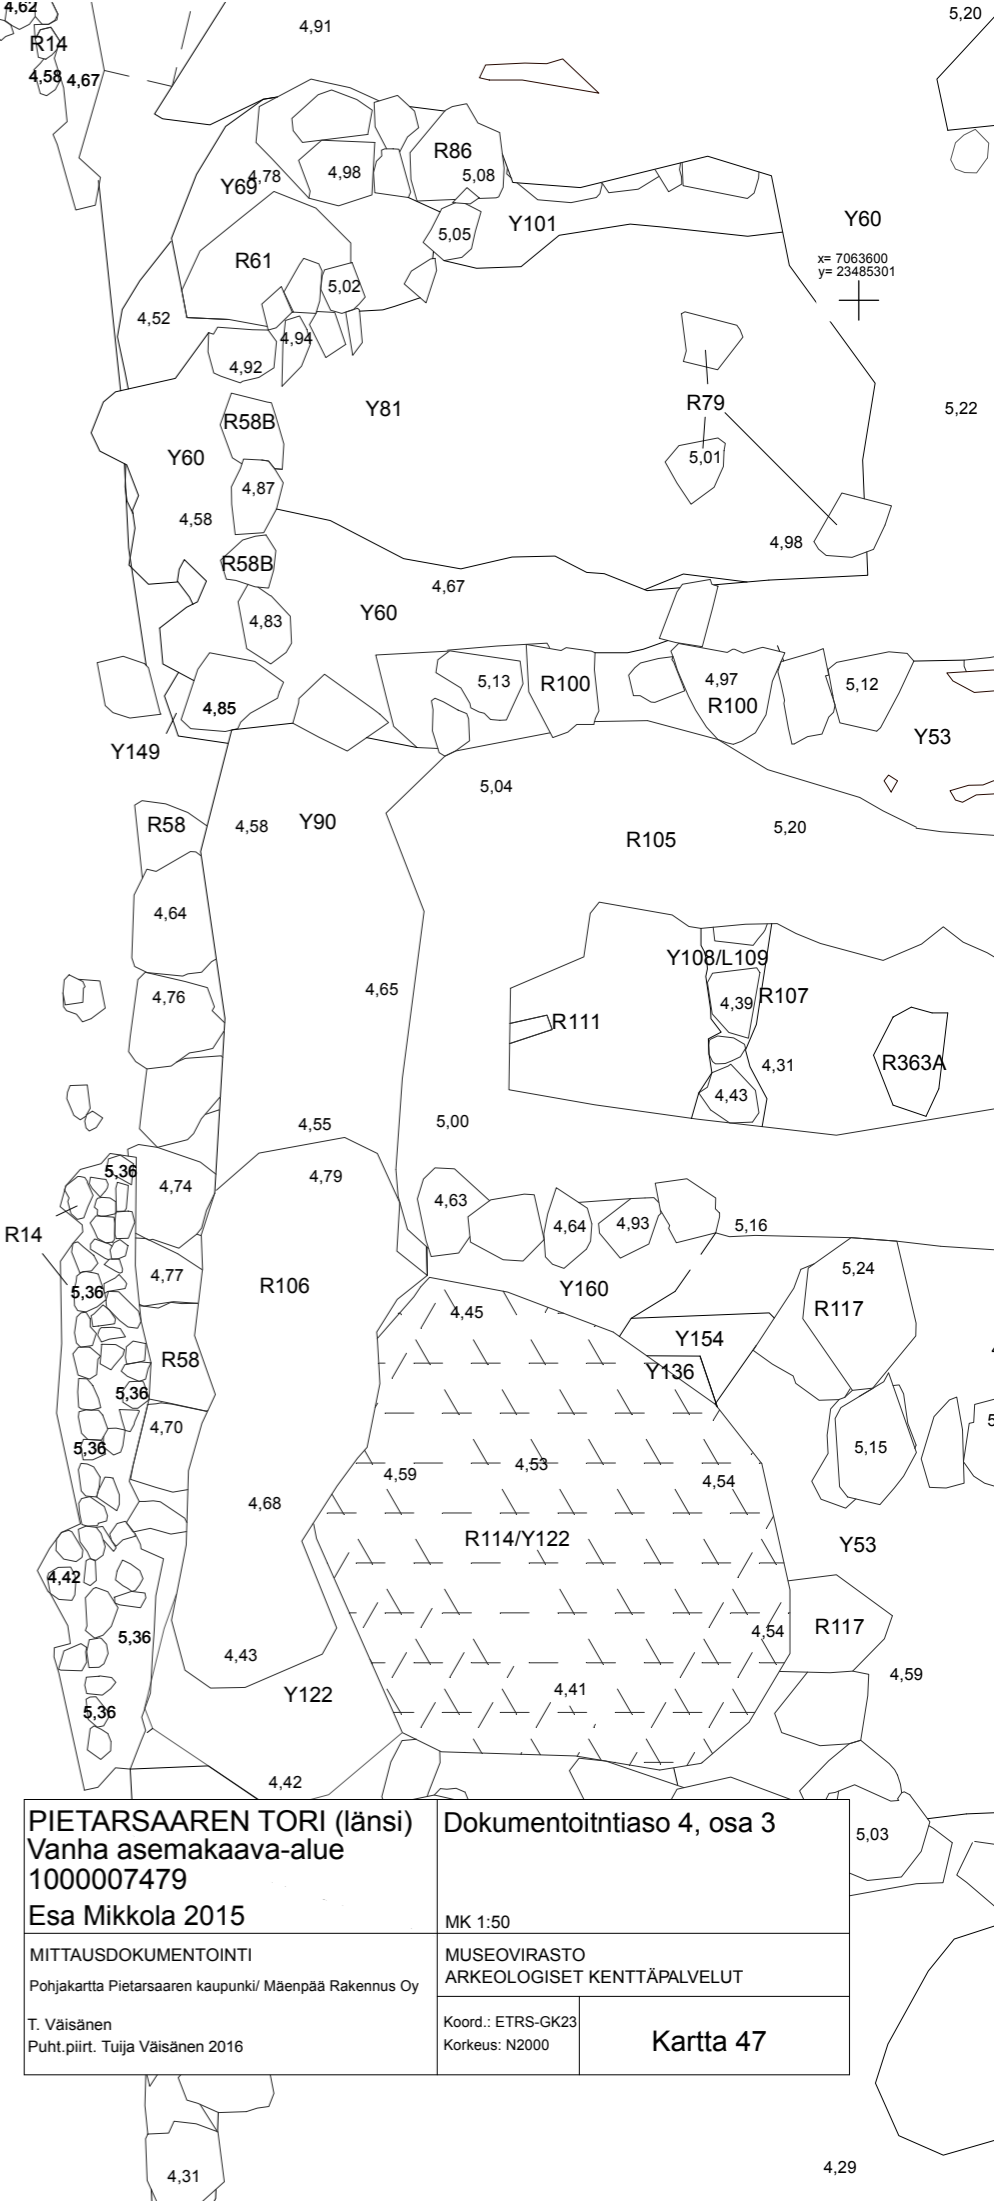 4,62
4,91
5,20
R14
4,58 4,67
R86
4,98
5,08
4,78
Y69
5,05
Y101
Y60
R61
x= 7063600
y= 23485301
5,02
4,52
4,94
4,92
R79
Y81
5,22
R58B
Y60
5,01
4,87
4,58
4,98
R58B
4,67
Y60
4,83
5,13
R100
4,97
5,12
4,85
R100
Y149
Y53
5,04
R58
4,58
Y90
5,20
R105
4,64
Y108/L109
4,65
4,76
4,39
R107
R111
R363A
4,31
4,43
4,55
5,00
5,36
4,79
4,74
4,63
4,93
4,64
5,16
R14
4,77
5,24
5,36
R106
Y160
R117
4,45
Y154
R58
Y136
5,36
4,70
5,36
5,15
4,53
4,59
4,54
4,68
R114/Y122
Y53
4,42
5,36
4,54
R117
4,43
4,59
4,41
Y122
5,36
4,42
PIETARSAAREN TORI (länsi)
Vanha asemakaava-alue
1000007479
Esa Mikkola 2015
Dokumentoitntiaso 4, osa 3
5,03
MK 1:50
MITTAUSDOKUMENTOINTI
Pohjakartta Pietarsaaren kaupunki/ Mäenpää Rakennus Oy
T. Väisänen
Puht.piirt. Tuija Väisänen 2016
MUSEOVIRASTO
ARKEOLOGISET KENTTÄPALVELUT
Koord.: ETRS-GK23
Korkeus: N2000
Kartta 47
4,31
4,29